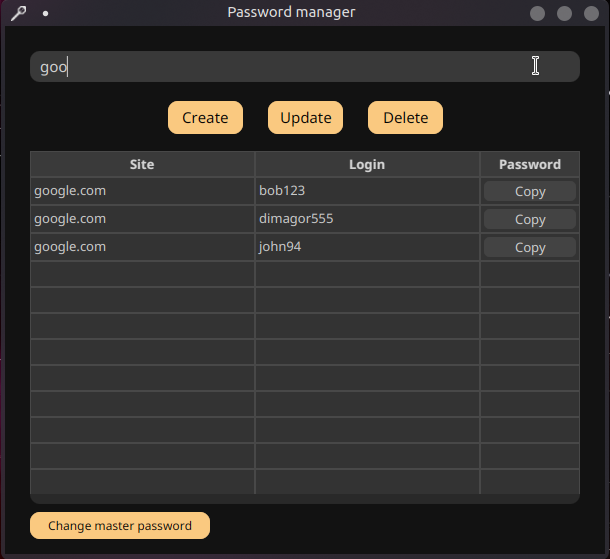 Password manager
goo
Create Update Delete
Site Login Password
google.com bob123 Copy
google.com dimagor555 Copy
google.com john94 Copy
Change master password